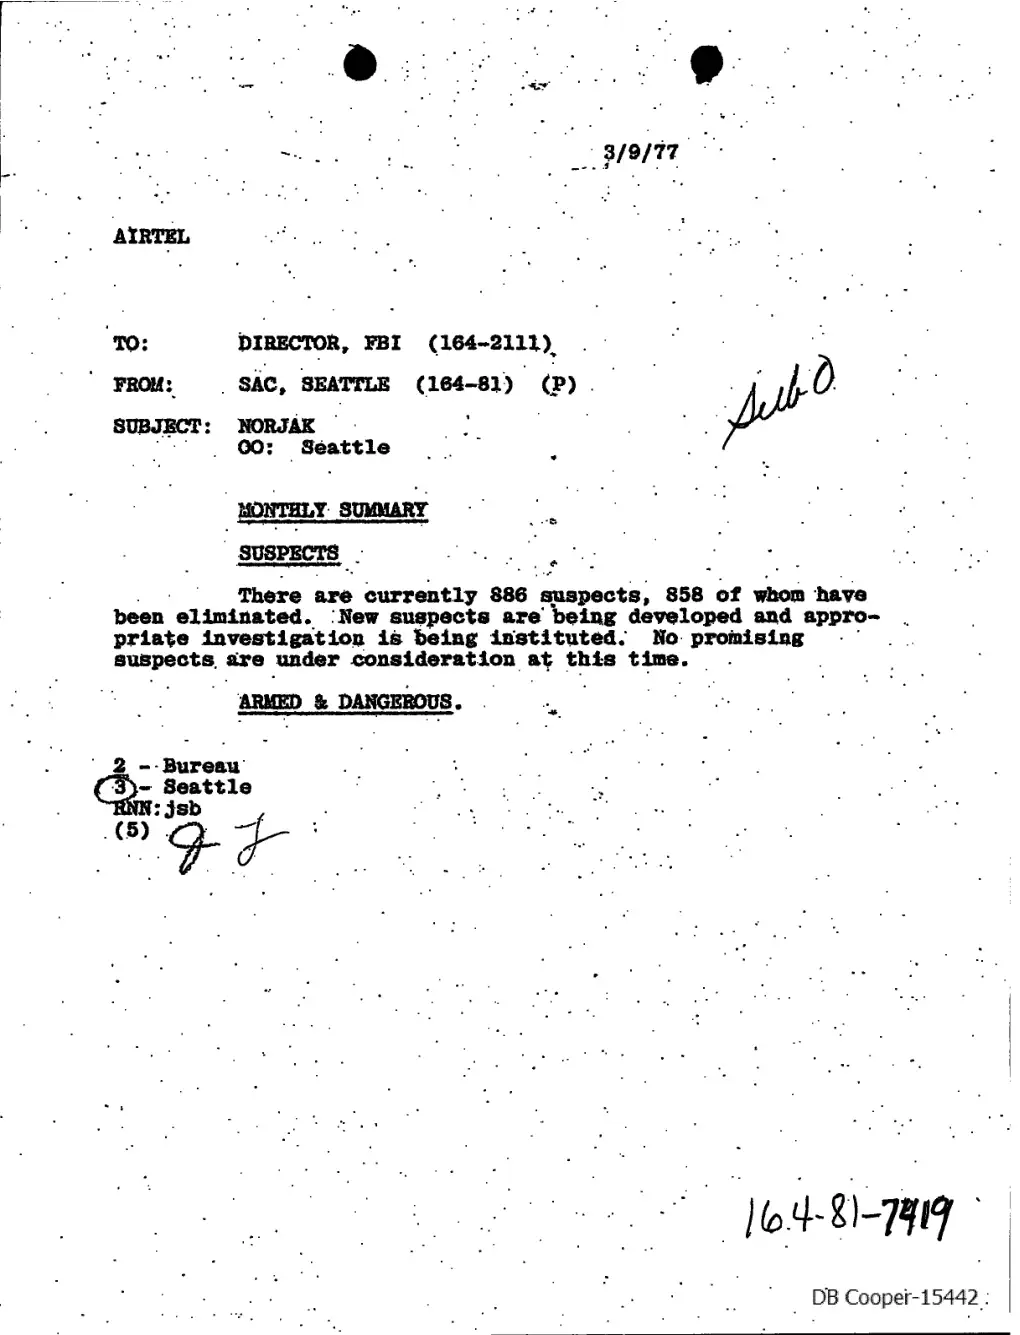 3/9/77
AIRTEL
TO: DIRECTOR, FBI (164-2111)
FROM: SAC, SEATTLE (164-81) (P)
Sub O
SUBJECT: NORJAK
OO: Seattle
MONTHLY SUMMARY
SUSPECTS
There are currently 886 suspects, 858 of whom have
been eliminated. New suspects are being developed and appro-
priate investigation is being instituted. No promising
suspects are under consideration at this time.
ARMED & DANGEROUS.
2 - Bureau
3 - Seattle
RNN:jsb
(5)
164-81-7419
DB Cooper-15442